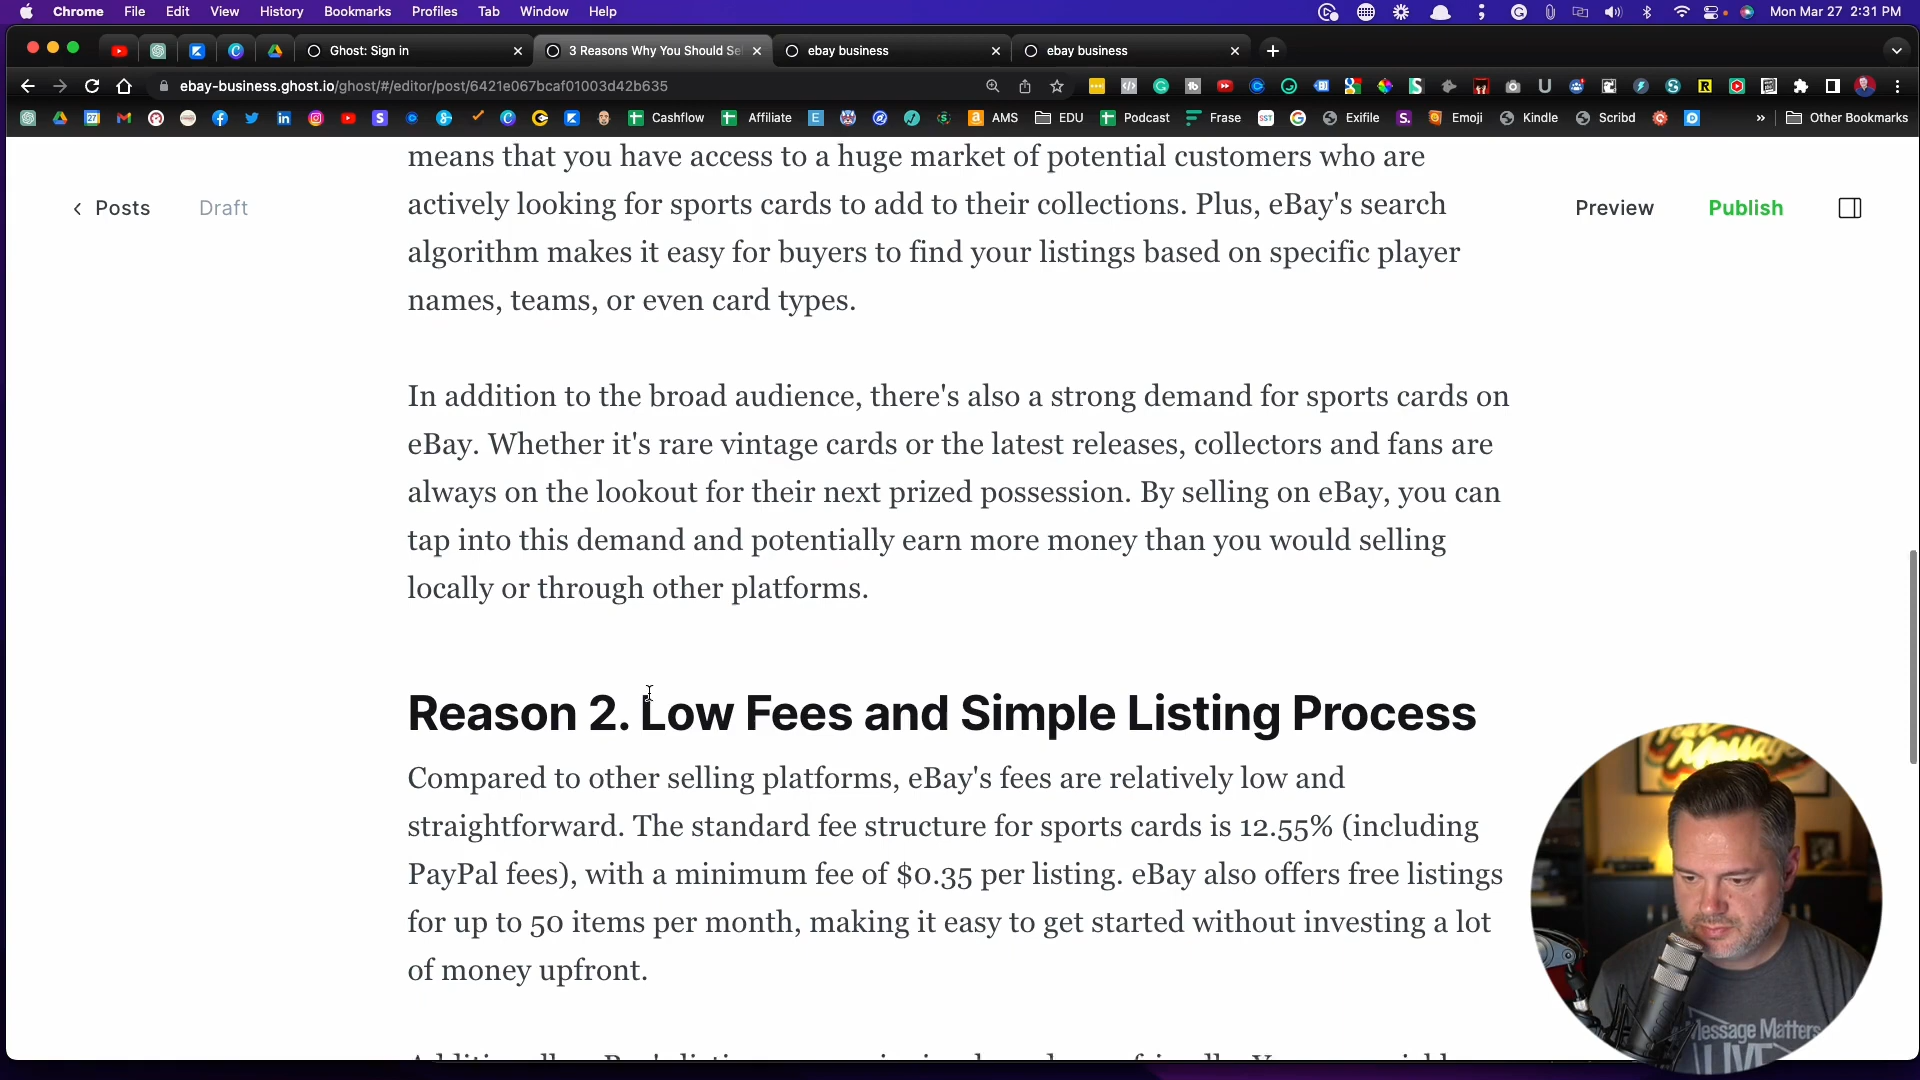 Chrome File Edit View History Bookmarks Profiles Tab Window Help
Mon Mar 27 2:31 PM
Ghost: Sign in
3 Reasons Why You Should Se
ebay business
ebay business
ebay-business.ghost.io/ghost/#/editor/post/6421e067bcaf01003d42b635
Cashflow Affiliate AMS EDU Podcast Frase Exifile Emoji Kindle Scribd Other Bookmarks
means that you have access to a huge market of potential customers who are
Posts Draft Preview Publish
actively looking for sports cards to add to their collections. Plus, eBay's search
algorithm makes it easy for buyers to find your listings based on specific player
names, teams, or even card types.
In addition to the broad audience, there's also a strong demand for sports cards on
eBay. Whether it's rare vintage cards or the latest releases, collectors and fans are
always on the lookout for their next prized possession. By selling on eBay, you can
tap into this demand and potentially earn more money than you would selling
locally or through other platforms.
Reason 2. Low Fees and Simple Listing Process
Compared to other selling platforms, eBay's fees are relatively low and
straightforward. The standard fee structure for sports cards is 12.55% (including
PayPal fees), with a minimum fee of $0.35 per listing. eBay also offers free listings
for up to 50 items per month, making it easy to get started without investing a lot
of money upfront.
Message Matters
LIVE